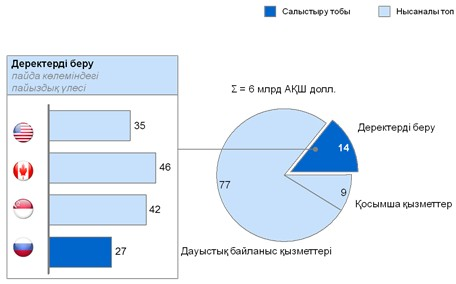 Салыстыру тобы
Нысаналы топ
Деректерді беру
пайда көлеміндегі
пайыздық үлесі
35
46
42
27
Σ = 6 млрд АҚШ долл.
Деректерді беру
14
77
9
Қосымша қызметтер
Дауыстық байланыс қызметтері